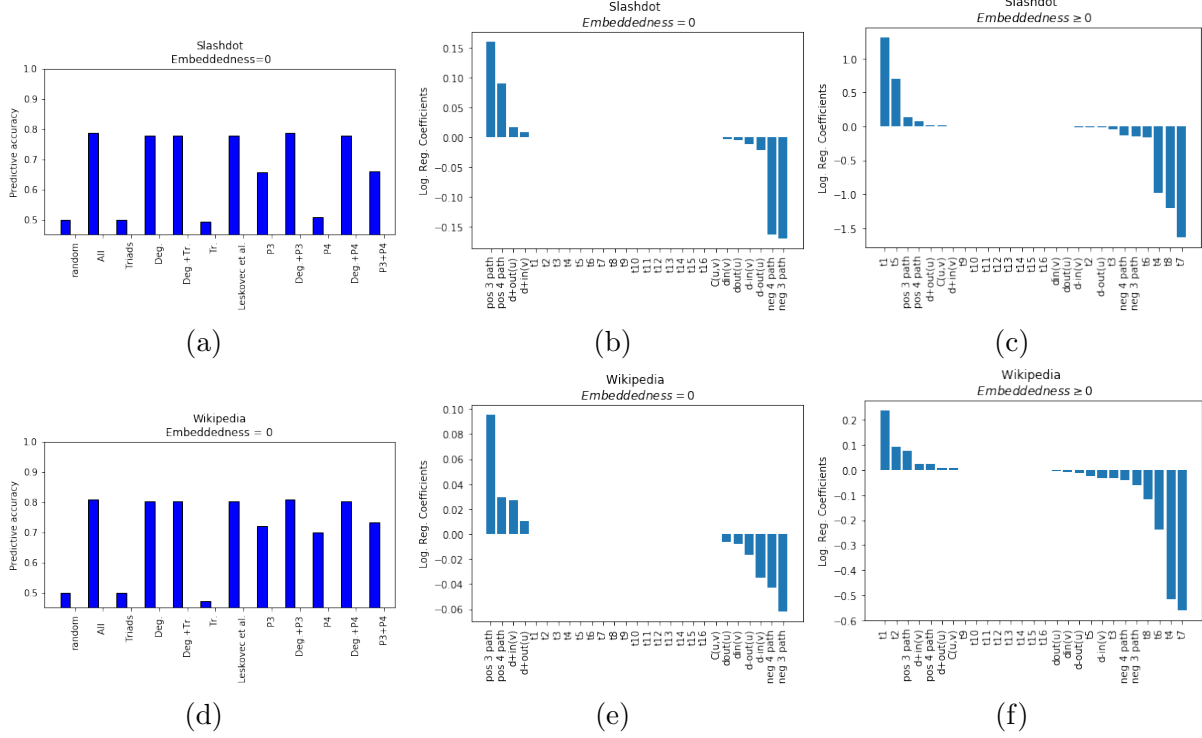 Slashdot
Embeddedness=0
Predictive accuracy
1.0
0.9
0.8
0.7
0.6
0.5
random
All
Triads
Deg.
Deg.+Tr.
Tr.
Leskovec et al.
P3
Deg.+P3
P4
Deg.+P4
P3+P4
(a)
Slashdot
Embeddedness = 0
Log. Reg. Coefficients
0.15
0.10
0.05
0.00
−0.05
−0.10
−0.15
pos 3 path
pos 4 path
d+out(u)
d+in(v)
t1
t2
t3
t4
t5
t6
t7
t8
t9
t10
t11
t12
t13
t14
t15
t16
C(u,v)
din(v)
dout(u)
d-in(v)
d-out(u)
neg 4 path
neg 3 path
(b)
Slashdot
Embeddedness ≥ 0
Log. Reg. Coefficients
1.0
0.5
0.0
−0.5
−1.0
−1.5
t1
t5
pos 3 path
pos 4 path
d+out(u)
C(u,v)
d+in(v)
t9
t10
t11
t12
t13
t14
t15
t16
din(v)
dout(u)
d-in(v)
t2
d-out(u)
t3
neg 4 path
neg 3 path
t6
t4
t8
t7
(c)
Wikipedia
Embeddedness = 0
Predictive accuracy
1.0
0.9
0.8
0.7
0.6
0.5
random
All
Triads
Deg.
Deg.+Tr.
Tr.
Leskovec et al.
P3
Deg.+P3
P4
Deg.+P4
P3+P4
(d)
Wikipedia
Embeddedness = 0
Log. Reg. Coefficients
0.10
0.08
0.06
0.04
0.02
0.00
−0.02
−0.04
−0.06
pos 3 path
pos 4 path
d+in(v)
d+out(u)
t1
t2
t3
t4
t5
t6
t7
t8
t9
t10
t11
t12
t13
t14
t15
t16
C(u,v)
dout(u)
din(v)
d-out(u)
d-in(v)
neg 4 path
neg 3 path
(e)
Wikipedia
Embeddedness ≥ 0
Log. Reg. Coefficients
0.2
0.1
0.0
−0.1
−0.2
−0.3
−0.4
−0.5
−0.6
t1
t2
pos 3 path
d+in(v)
pos 4 path
d+out(u)
C(u,v)
t9
t10
t11
t12
t13
t14
t15
t16
dout(u)
din(v)
d-out(u)
t5
d-in(v)
t3
neg 4 path
neg 3 path
t8
t6
t4
t7
(f)